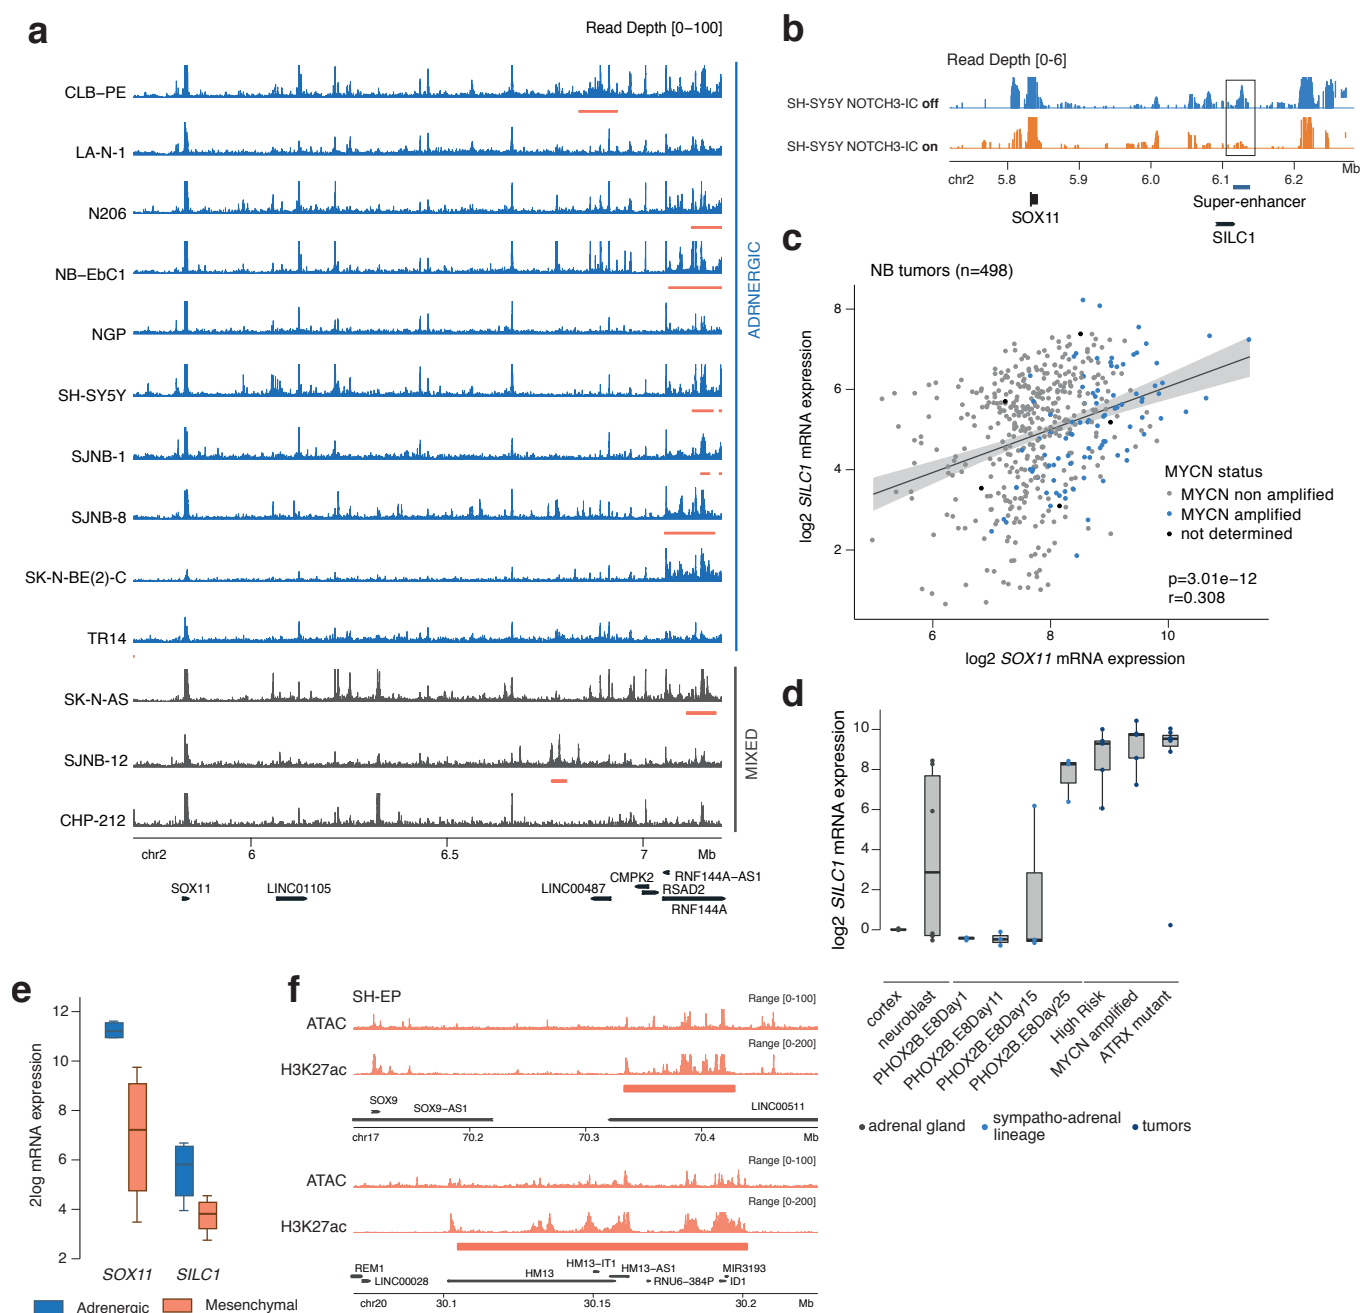 a
Read Depth [0–100]
CLB–PE
LA-N-1
N206
NB–EbC1
NGP
SH-SY5Y
SJNB-1
SJNB-8
SK-N-BE(2)-C
TR14
SK-N-AS
SJNB-12
CHP-212
ADRNERGIC
MIXED
chr2 6 6.5 7 Mb
SOX11 LINC01105 LINC00487 CMPK2 RNF144A–AS1
RSAD2
RNF144A
b
Read Depth [0-6]
SH-SY5Y NOTCH3-IC off
SH-SY5Y NOTCH3-IC on
chr2 5.8 5.9 6.0 6.1 6.2 Mb
SOX11 Super-enhancer
SILC1
c
NB tumors (n=498)
log2 SILC1 mRNA expression
8
6
4
2
MYCN status
MYCN non amplified
MYCN amplified
not determined
p=3.01e−12
r=0.308
6 8 10
log2 SOX11 mRNA expression
d
log2 SILC1 mRNA expression
10
8
6
4
2
0
cortex
neuroblast
PHOX2B.E8Day1
PHOX2B.E8Day11
PHOX2B.E8Day15
PHOX2B.E8Day25
High Risk
MYCN amplified
ATRX mutant
adrenal gland
sympatho-adrenal lineage
tumors
e
2log mRNA expression
12
10
8
6
4
2
SOX11 SILC1
Adrenergic Mesenchymal
f
SH-EP
Range [0-100]
ATAC
Range [0-200]
H3K27ac
SOX9 SOX9−AS1 LINC00511
chr17 70.2 70.3 70.4 Mb
Range [0-100]
ATAC
Range [0-200]
H3K27ac
REM1 LINC00028 HM13 HM13−IT1 HM13−AS1 RNU6−384P MIR3193 ID1
chr20 30.1 30.15 30.2 Mb